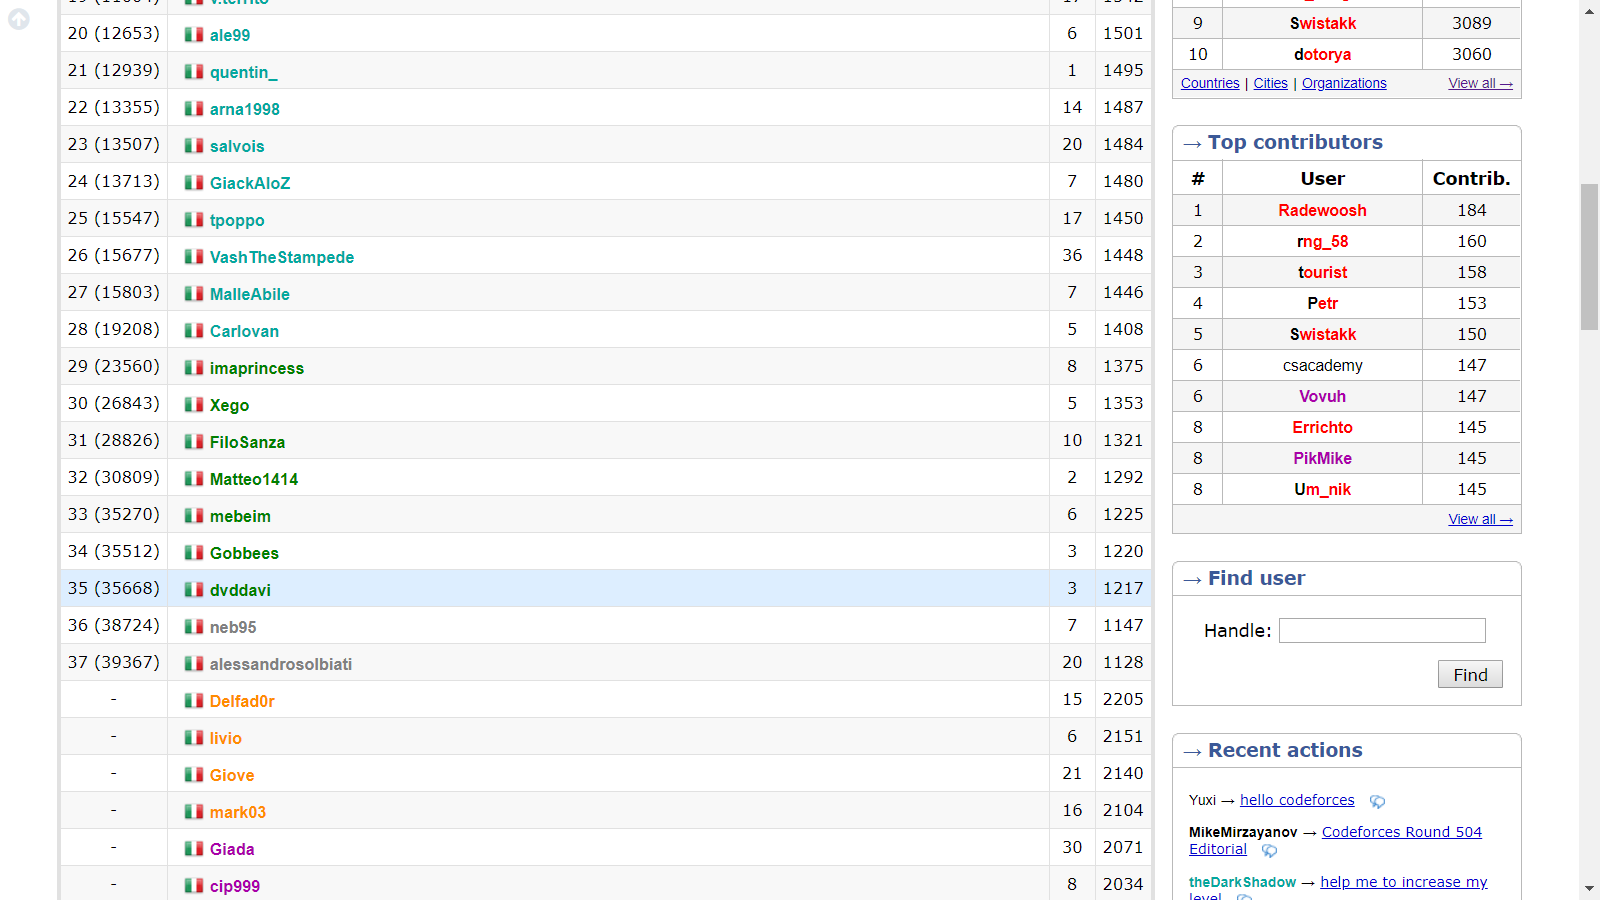 20 (12653) ale99 6 1501
21 (12939) quentin_ 1 1495
22 (13355) arna1998 14 1487
23 (13507) salvois 20 1484
24 (13713) GiackAloZ 7 1480
25 (15547) tpoppo 17 1450
26 (15677) VashTheStampede 36 1448
27 (15803) MalleAbile 7 1446
28 (19208) Carlovan 5 1408
29 (23560) imaprincess 8 1375
30 (26843) Xego 5 1353
31 (28826) FiloSanza 10 1321
32 (30809) Matteo1414 2 1292
33 (35270) mebeim 6 1225
34 (35512) Gobbees 3 1220
35 (35668) dvddavi 3 1217
36 (38724) neb95 7 1147
37 (39367) alessandrosolbiati 20 1128
- Delfad0r 15 2205
- livio 6 2151
- Giove 21 2140
- mark03 16 2104
- Giada 30 2071
- cip999 8 2034
9 Swistakk 3089
10 dotorya 3060
Countries | Cities | Organizations View all →
→ Top contributors
# User Contrib.
1 Radewoosh 184
2 rng_58 160
3 tourist 158
4 Petr 153
5 Swistakk 150
6 csacademy 147
6 Vovuh 147
8 Errichto 145
8 PikMike 145
8 Um_nik 145
View all →
→ Find user
Handle:
Find
→ Recent actions
Yuxi → hello codeforces
MikeMirzayanov → Codeforces Round 504
Editorial
theDarkShadow → help me to increase my
level